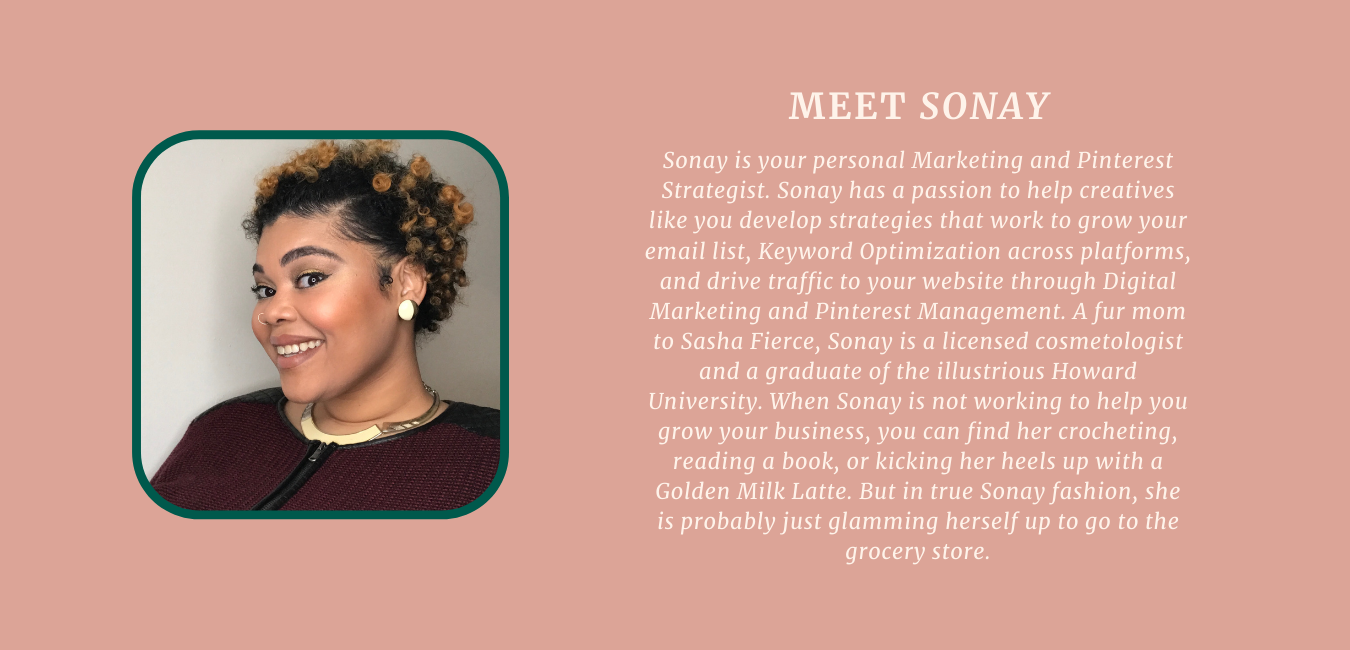 MEET SONAY
Sonay is your personal Marketing and Pinterest
Strategist. Sonay has a passion to help creatives
like you develop strategies that work to grow your
email list, Keyword Optimization across platforms,
and drive traffic to your website through Digital
Marketing and Pinterest Management. A fur mom
to Sasha Fierce, Sonay is a licensed cosmetologist
and a graduate of the illustrious Howard
University. When Sonay is not working to help you
grow your business, you can find her crocheting,
reading a book, or kicking her heels up with a
Golden Milk Latte. But in true Sonay fashion, she
is probably just glamming herself up to go to the
grocery store.